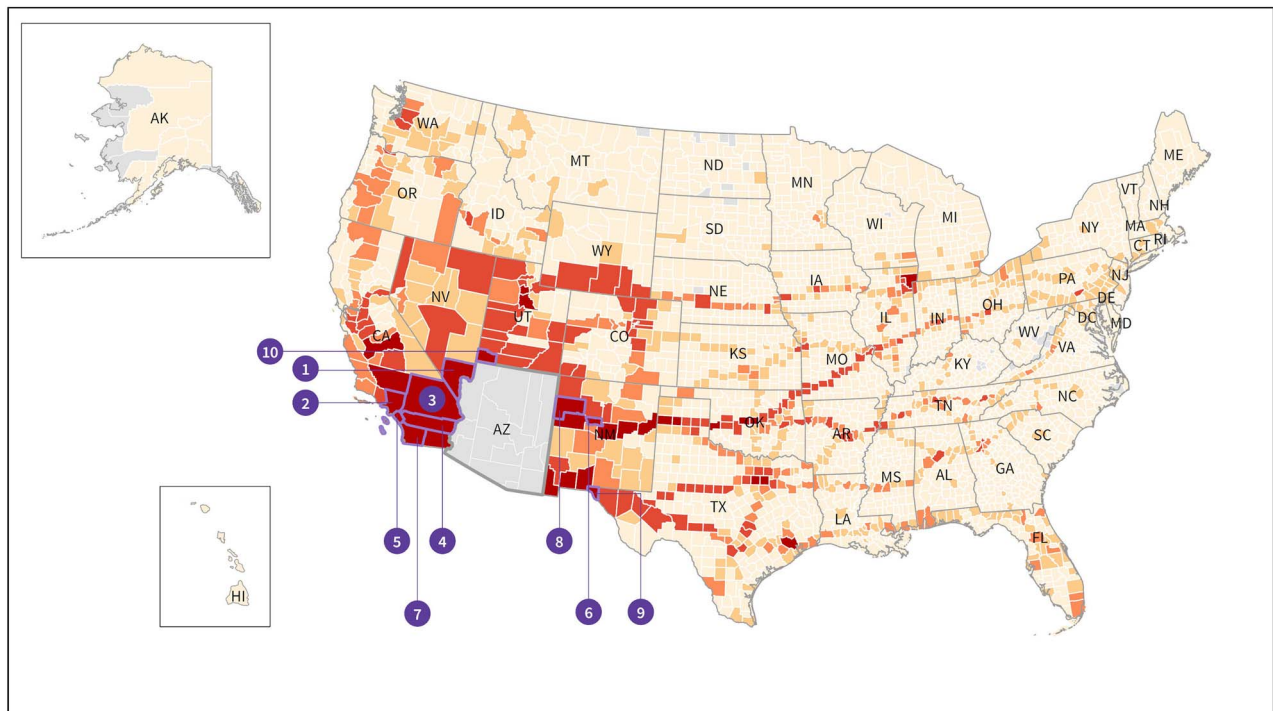 AK
WA
MT
ND
MN
ME
VT
NH
OR
ID
SD
WI
MI
NY
MA
CT
RI
WY
IA
PA
NJ
NV
NE
OH
DE
UT
IL
IN
DC
MD
CA
CO
WV
10
KS
MO
VA
KY
1
2
3
NC
TN
AZ
NM
OK
AR
SC
MS
AL
GA
TX
LA
5
4
8
FL
HI
7
6
9